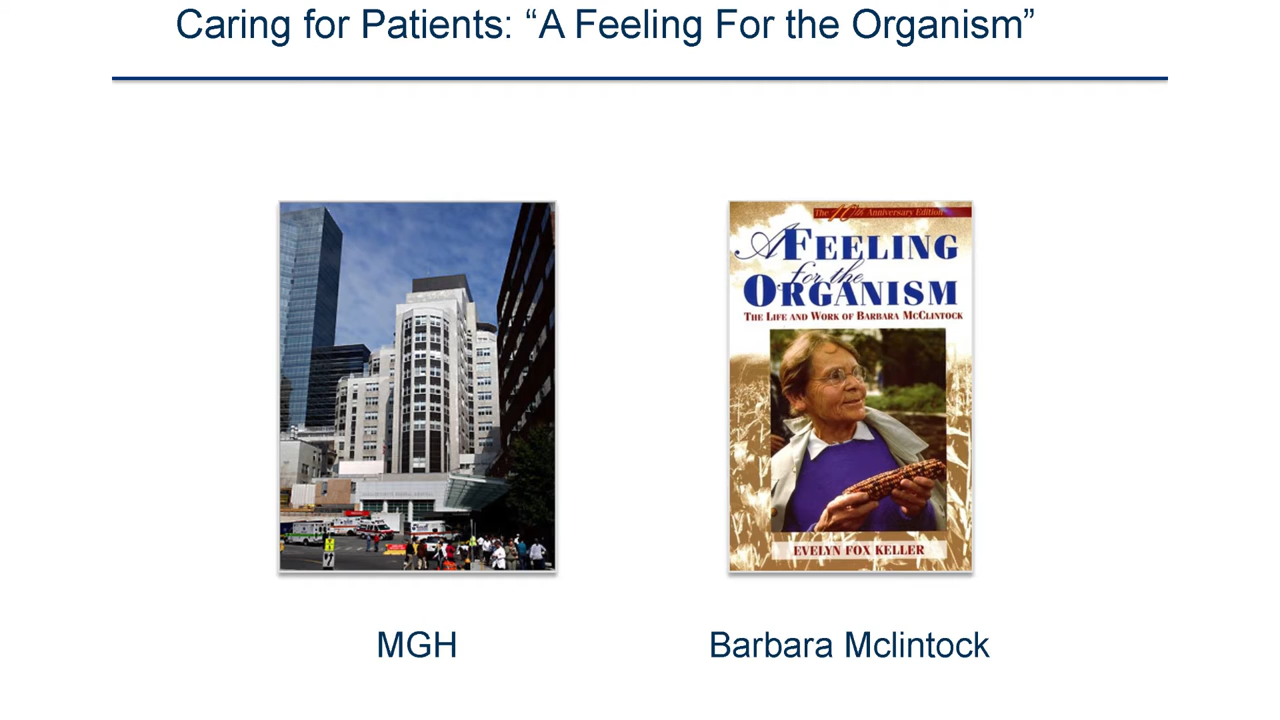 Caring for Patients: “A Feeling For the Organism”
The 10th Anniversary Edition
A FEELING
for the
ORGANISM
THE LIFE AND WORK OF BARBARA MCCLINTOCK
EVELYN FOX KELLER
MGH
Barbara Mclintock